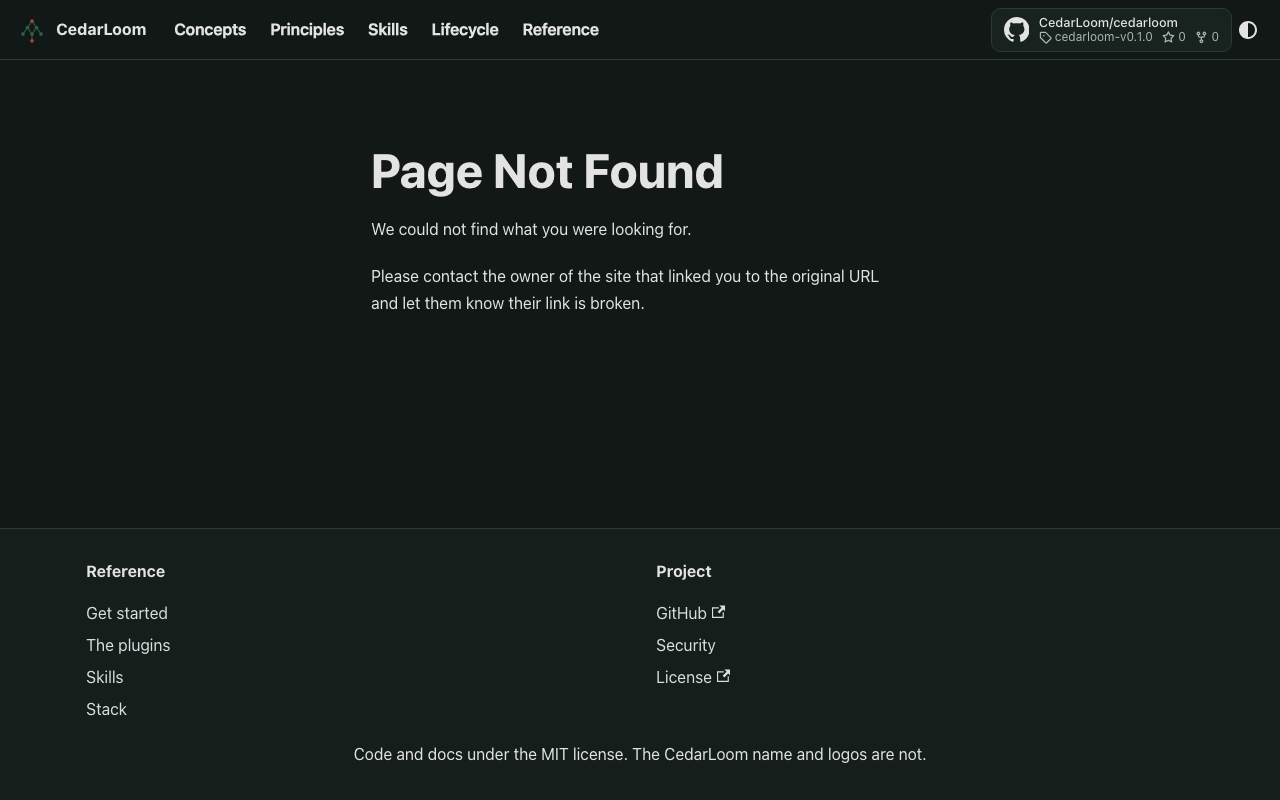 CedarLoom
Concepts
Principles
Skills
Lifecycle
Reference
CedarLoom/cedarloom
cedarloom-v0.1.0 0 0
Page Not Found
We could not find what you were looking for.
Please contact the owner of the site that linked you to the original URL
and let them know their link is broken.
Reference
Get started
The plugins
Skills
Stack
Project
GitHub
Security
License
Code and docs under the MIT license. The CedarLoom name and logos are not.